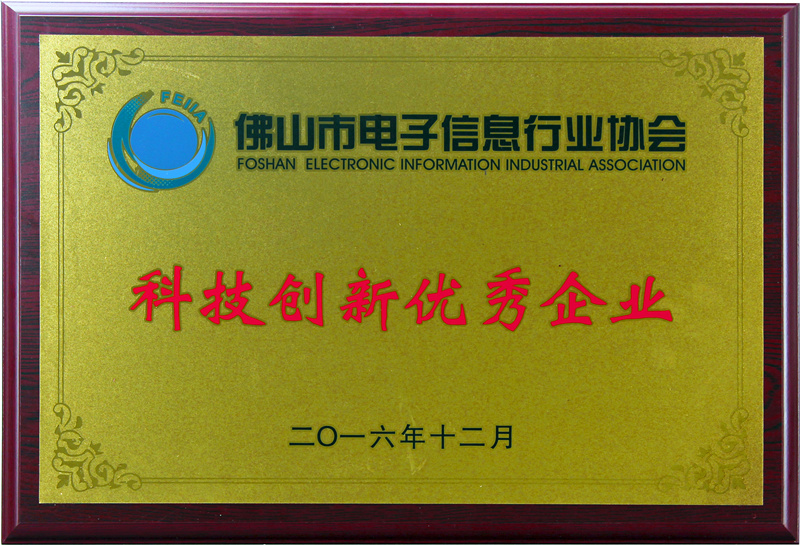 FEIIA
佛山市电子信息行业协会
FOSHAN ELECTRONIC INFORMATION INDUSTRIAL ASSOCIATION
科技创新优秀企业
二〇一六年十二月